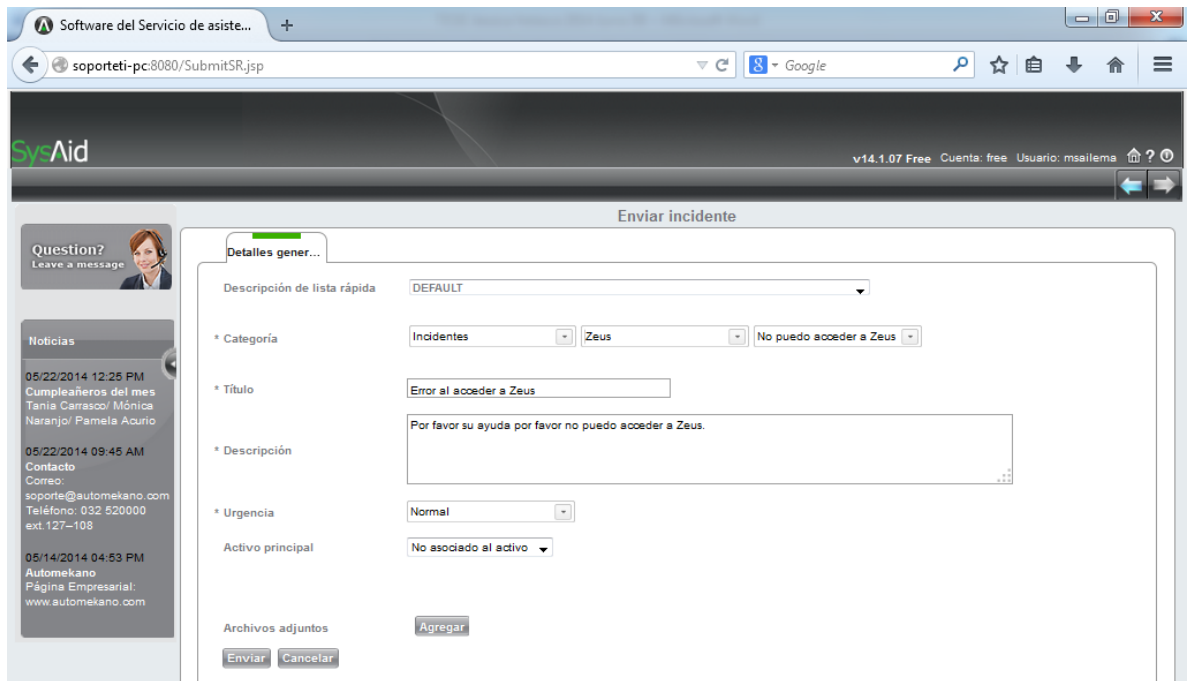 Software del Servicio de asiste...
soporteti-pc:8080/SubmitSR.jsp
Google
SysAid
v14.1.07 Free Cuenta: free Usuario: msailema
Enviar incidente
Question?
Leave a message
Noticias
05/22/2014 12:25 PM
Cumpleañeros del mes
Tania Carrasco/ Mónica
Naranjo/ Pamela Acurio
05/22/2014 09:45 AM
Contacto
Correo:
soporte@automekano.com
Teléfono: 032 520000
ext.127–108
05/14/2014 04:53 PM
Automekano
Página Empresarial:
www.automekano.com
Detalles gener...
Descripción de lista rápida DEFAULT
* Categoría Incidentes Zeus No puedo acceder a Zeus
* Título Error al acceder a Zeus
* Descripción Por favor su ayuda por favor no puedo acceder a Zeus.
* Urgencia Normal
Activo principal No asociado al activo
Archivos adjuntos Agregar
Enviar Cancelar